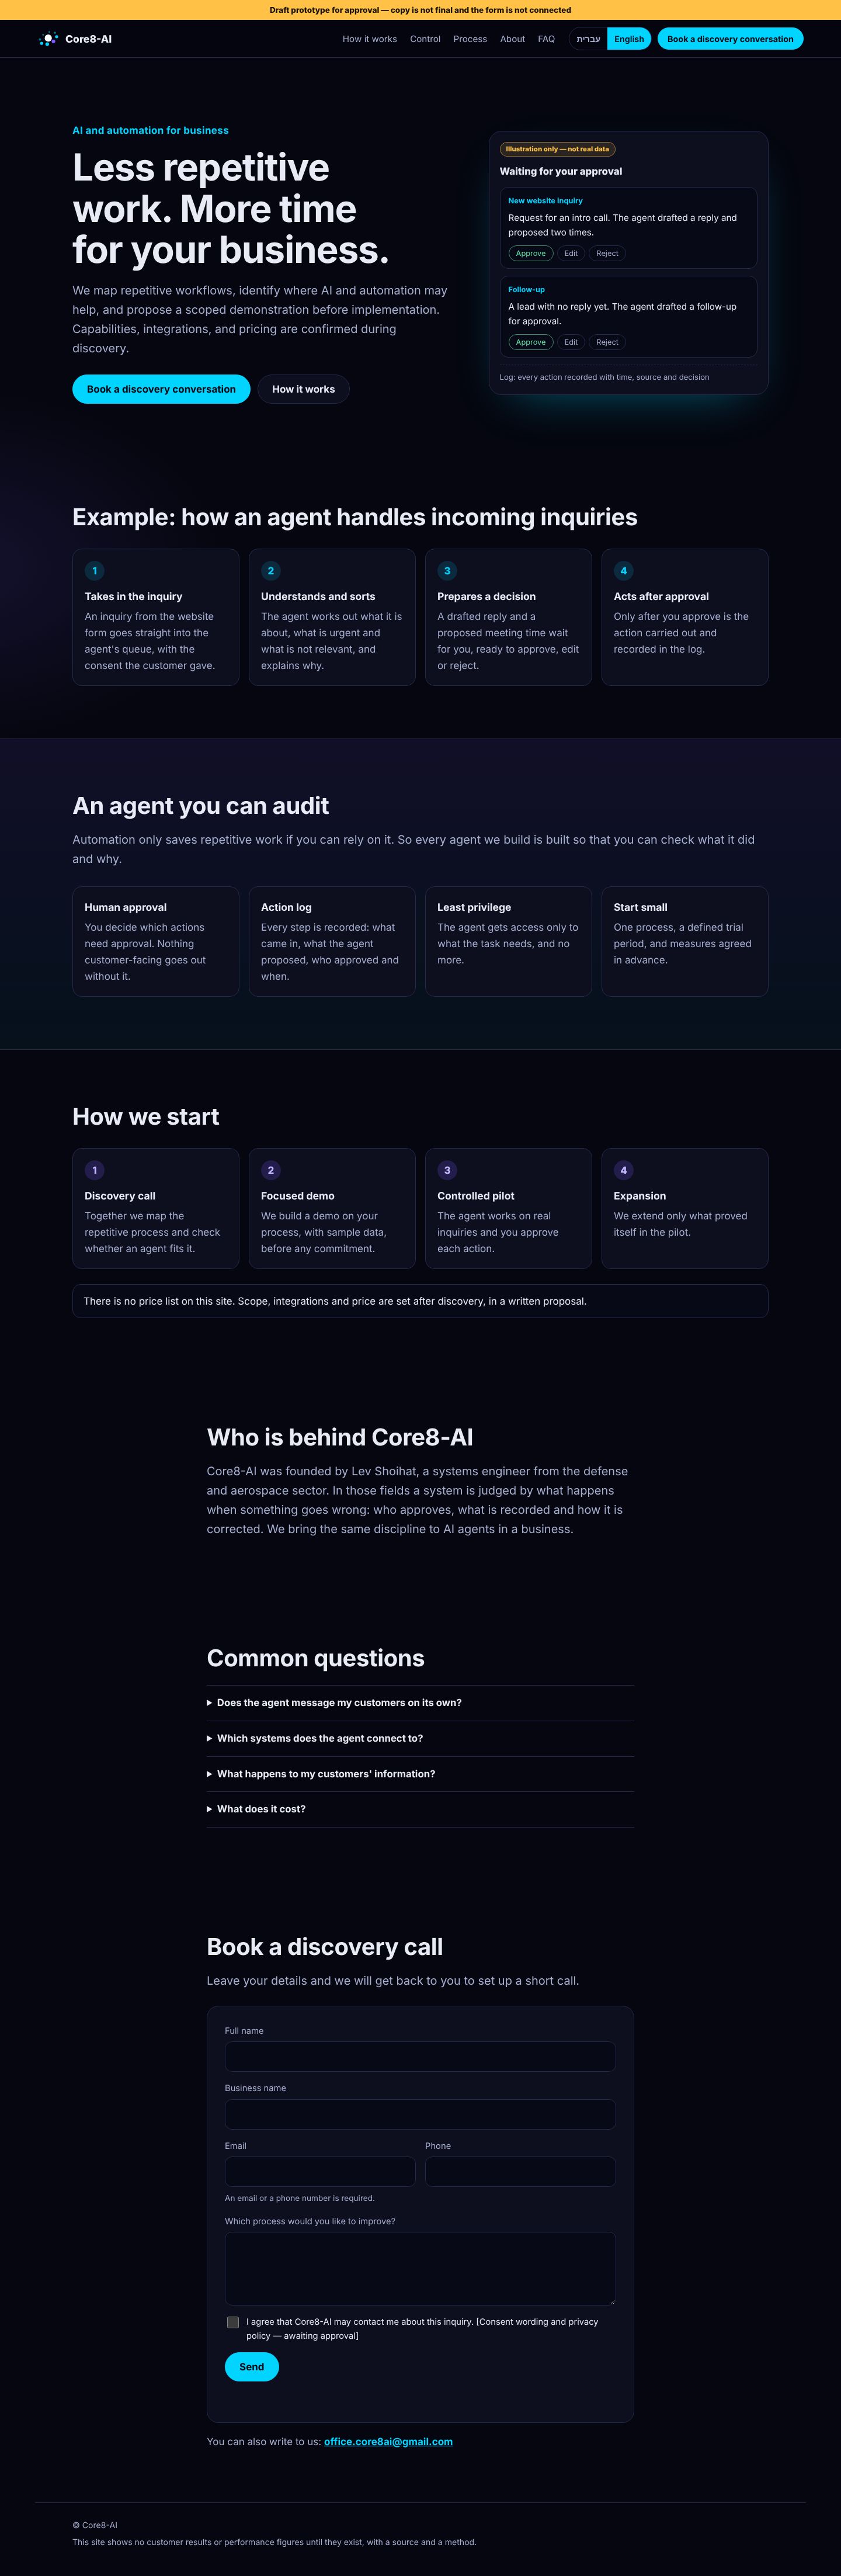 Draft prototype for approval — copy is not final and the form is not connected
Core8-AI
How it works
Control
Process
About
FAQ
עברית
English
Book a discovery conversation
AI and automation for business
Less repetitive
work. More time
for your business.
We map repetitive workflows, identify where AI and automation may
help, and propose a scoped demonstration before implementation.
Capabilities, integrations, and pricing are confirmed during
discovery.
Book a discovery conversation
How it works
Illustration only — not real data
Waiting for your approval
New website inquiry
Request for an intro call. The agent drafted a reply and
proposed two times.
Approve
Edit
Reject
Follow-up
A lead with no reply yet. The agent drafted a follow-up
for approval.
Approve
Edit
Reject
Log: every action recorded with time, source and decision
Example: how an agent handles incoming inquiries
1
Takes in the inquiry
An inquiry from the website
form goes straight into the
agent's queue, with the
consent the customer gave.
2
Understands and sorts
The agent works out what it is
about, what is urgent and
what is not relevant, and
explains why.
3
Prepares a decision
A drafted reply and a
proposed meeting time wait
for you, ready to approve, edit
or reject.
4
Acts after approval
Only after you approve is the
action carried out and
recorded in the log.
An agent you can audit
Automation only saves repetitive work if you can rely on it. So every agent we build is built so that you can check what it did
and why.
Human approval
You decide which actions
need approval. Nothing
customer-facing goes out
without it.
Action log
Every step is recorded: what
came in, what the agent
proposed, who approved and
when.
Least privilege
The agent gets access only to
what the task needs, and no
more.
Start small
One process, a defined trial
period, and measures agreed
in advance.
How we start
1
Discovery call
Together we map the
repetitive process and check
whether an agent fits it.
2
Focused demo
We build a demo on your
process, with sample data,
before any commitment.
3
Controlled pilot
The agent works on real
inquiries and you approve
each action.
4
Expansion
We extend only what proved
itself in the pilot.
There is no price list on this site. Scope, integrations and price are set after discovery, in a written proposal.
Who is behind Core8-AI
Core8-AI was founded by Lev Shoihat, a systems engineer from the defense
and aerospace sector. In those fields a system is judged by what happens
when something goes wrong: who approves, what is recorded and how it is
corrected. We bring the same discipline to AI agents in a business.
Common questions
Does the agent message my customers on its own?
Which systems does the agent connect to?
What happens to my customers' information?
What does it cost?
Book a discovery call
Leave your details and we will get back to you to set up a short call.
Full name
Business name
Email
Phone
An email or a phone number is required.
Which process would you like to improve?
I agree that Core8-AI may contact me about this inquiry. [Consent wording and privacy
policy — awaiting approval]
Send
You can also write to us: office.core8ai@gmail.com
© Core8-AI
This site shows no customer results or performance figures until they exist, with a source and a method.